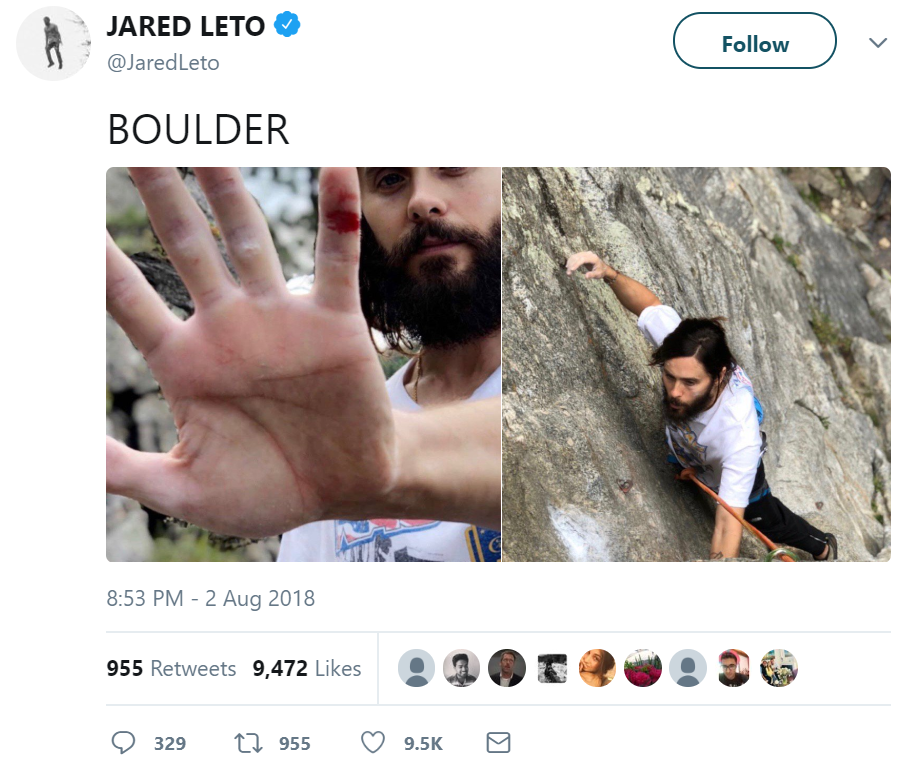 JARED LETO
@JaredLeto
Follow
BOULDER
8:53 PM - 2 Aug 2018
955 Retweets 9,472 Likes
329 955 9.5K